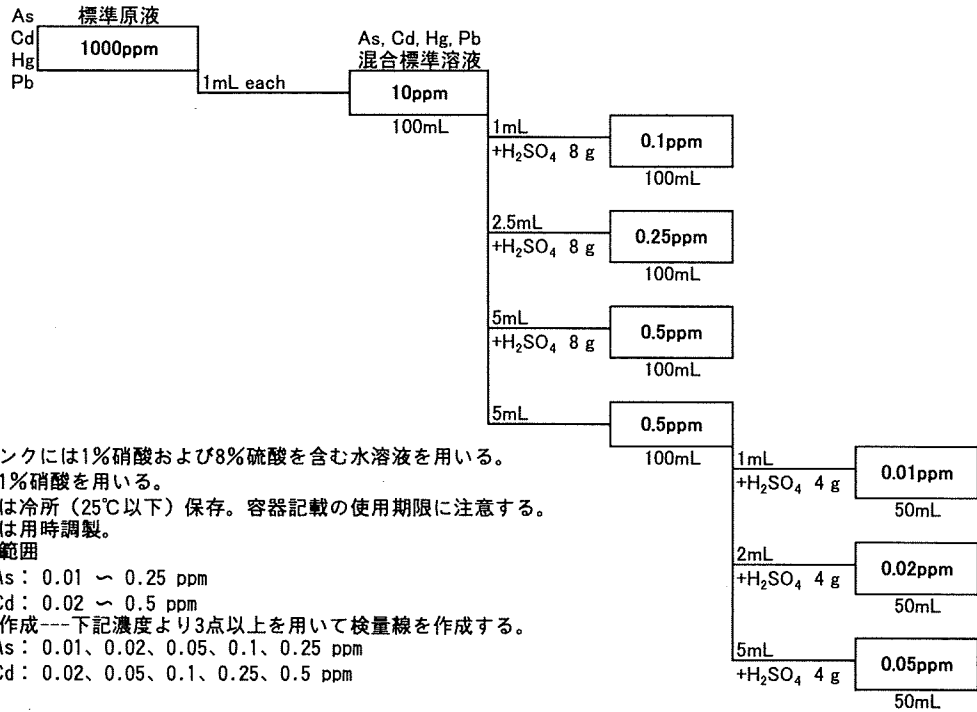 As
Cd
Hg
Pb
標準原液
1000ppm
1mL each
As, Cd, Hg, Pb
混合標準溶液
10ppm
100mL
1mL
+H₂SO₄ 8 g
0.1ppm
100mL
2.5mL
+H₂SO₄ 8 g
0.25ppm
100mL
5mL
+H₂SO₄ 8 g
0.5ppm
100mL
5mL
0.5ppm
100mL
1mL
+H₂SO₄ 4 g
0.01ppm
50mL
2mL
+H₂SO₄ 4 g
0.02ppm
50mL
5mL
+H₂SO₄ 4 g
0.05ppm
50mL
ンクには1%硝酸および8%硫酸を含む水溶液を用いる。
1%硝酸を用いる。
は冷所（25℃以下）保存。容器記載の使用期限に注意する。
は用時調製。
範囲
As： 0.01 ～ 0.25 ppm
Cd： 0.02 ～ 0.5 ppm
作成---下記濃度より3点以上を用いて検量線を作成する。
As： 0.01、0.02、0.05、0.1、0.25 ppm
Cd： 0.02、0.05、0.1、0.25、0.5 ppm